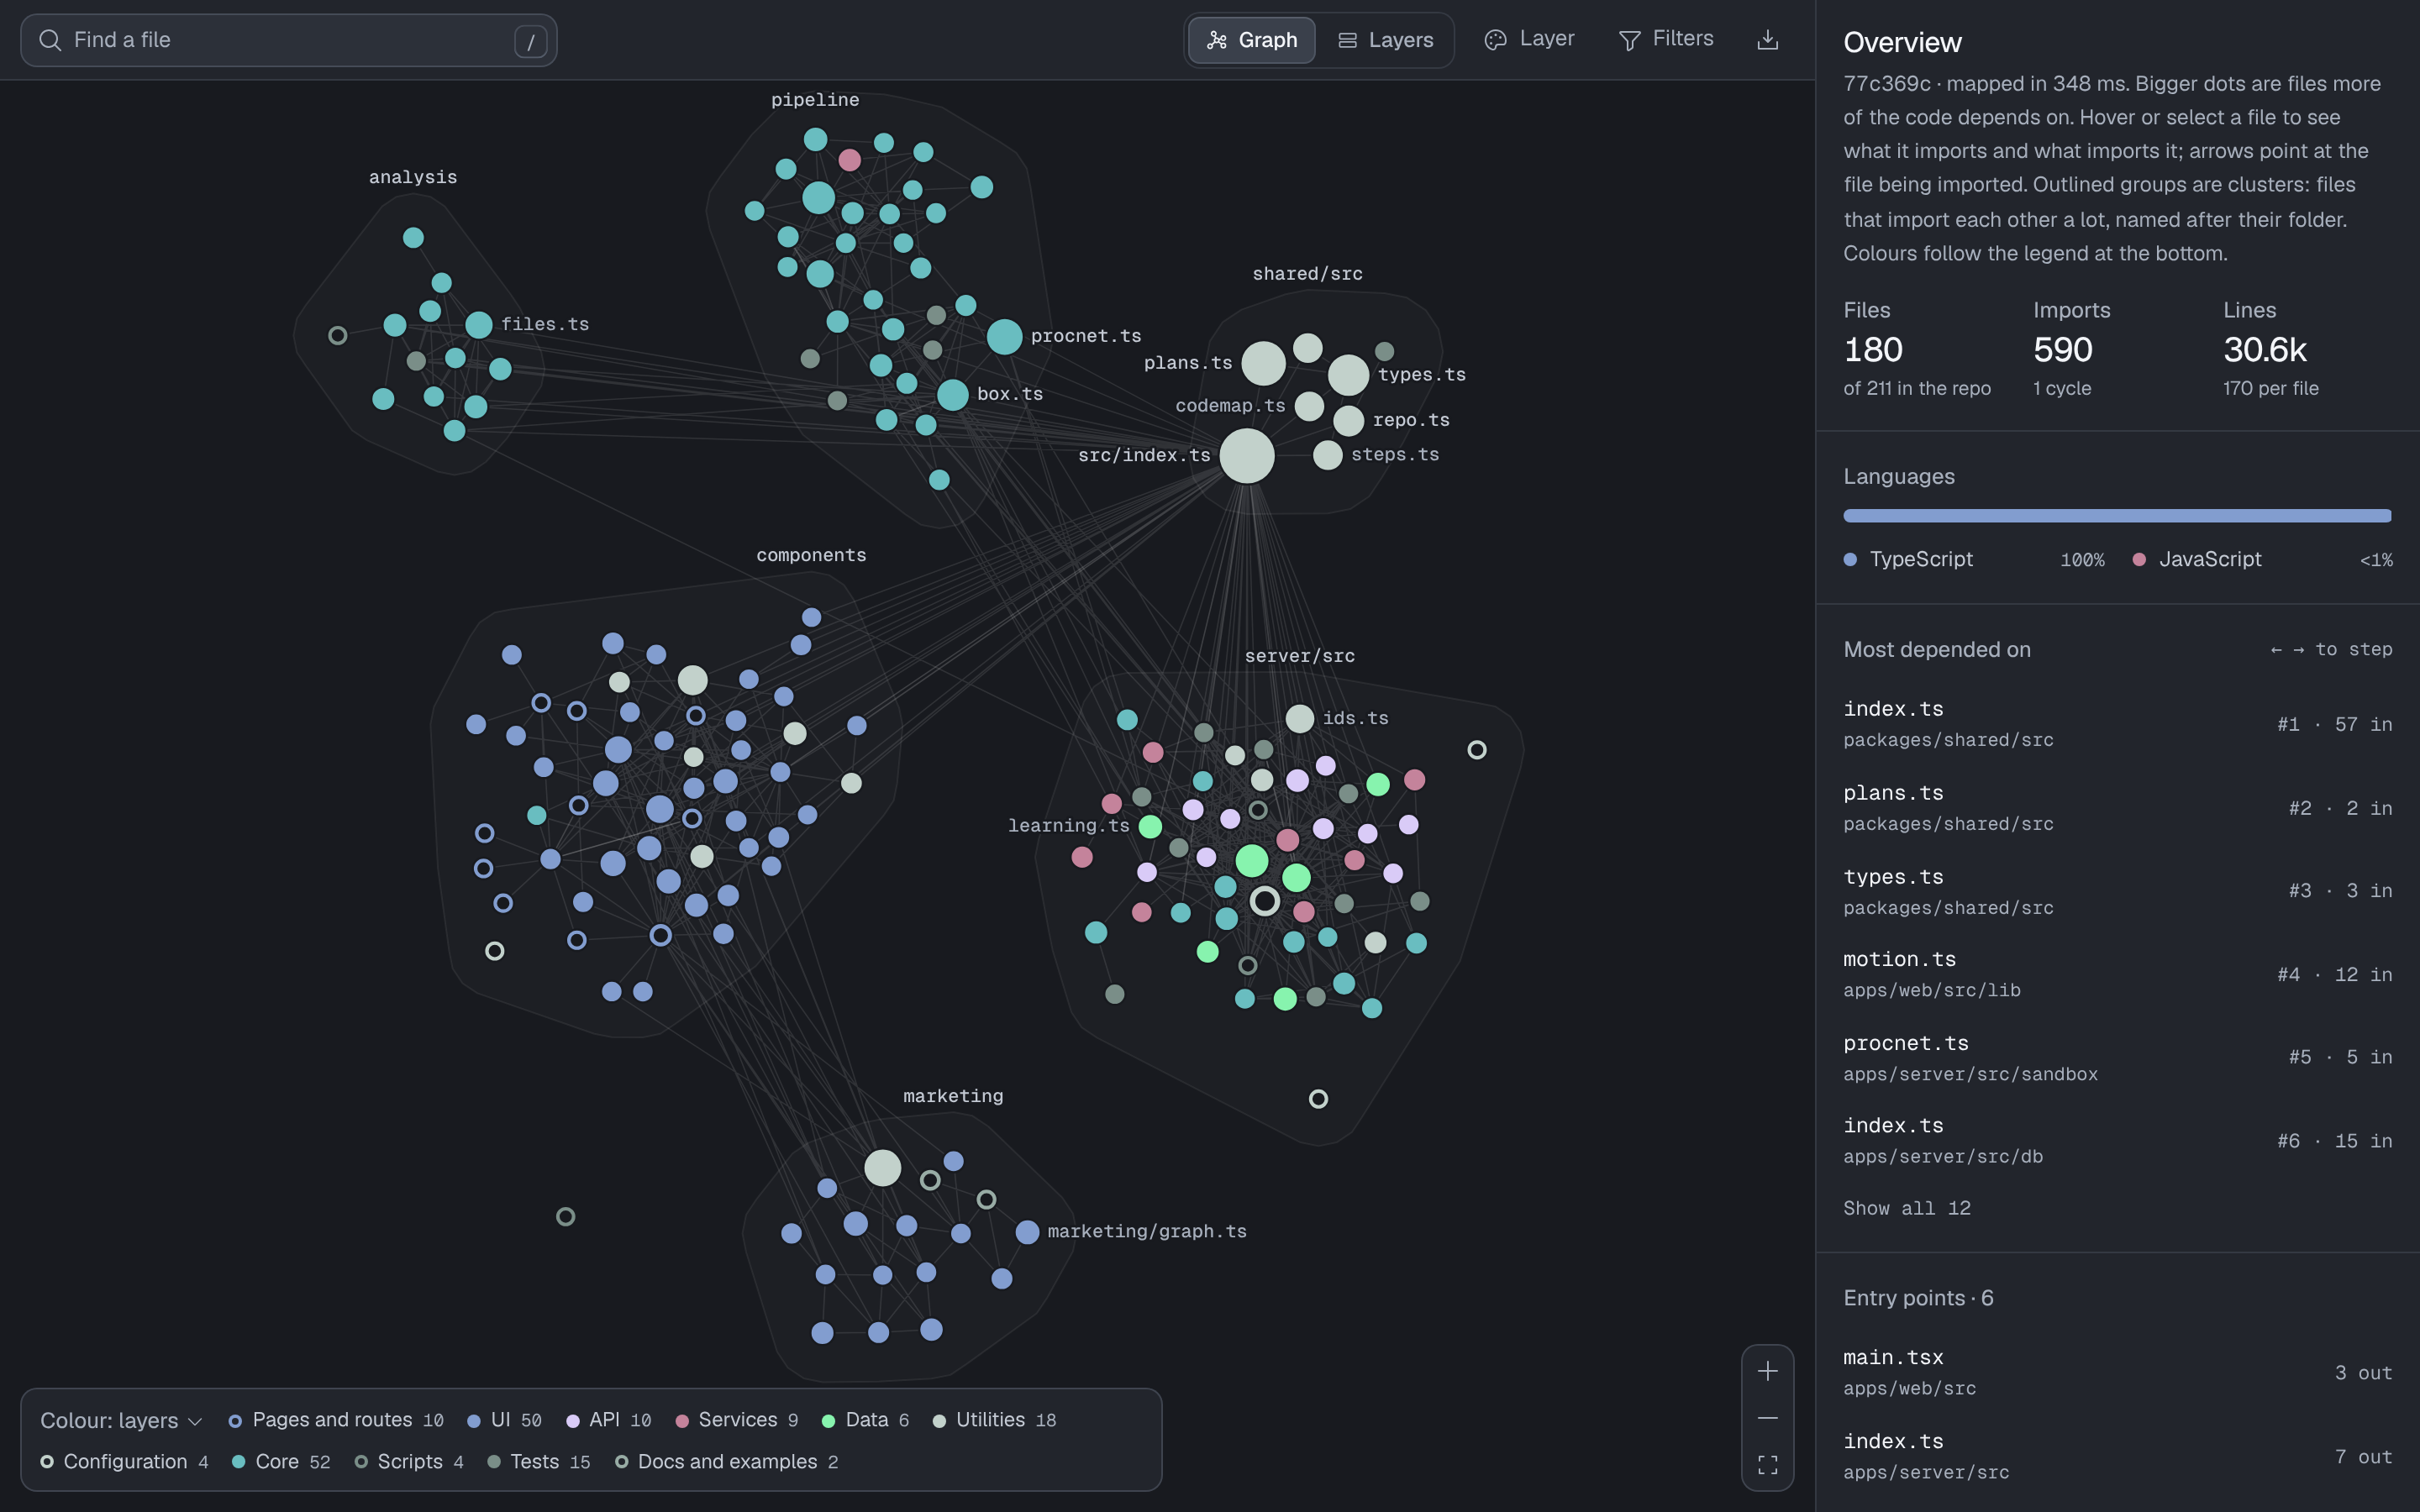 Find a file /
Graph
Layers
Layer
Filters
pipeline
analysis
files.ts
procnet.ts
box.ts
shared/src
plans.ts
types.ts
codemap.ts
repo.ts
src/index.ts
steps.ts
components
server/src
ids.ts
learning.ts
marketing
marketing/graph.ts
Colour: layers Pages and routes 10 UI 50 API 10 Services 9 Data 6 Utilities 18
Configuration 4 Core 52 Scripts 4 Tests 15 Docs and examples 2
Overview
77c369c · mapped in 348 ms. Bigger dots are files more
of the code depends on. Hover or select a file to see
what it imports and what imports it; arrows point at the
file being imported. Outlined groups are clusters: files
that import each other a lot, named after their folder.
Colours follow the legend at the bottom.
Files Imports Lines
180 590 30.6k
of 211 in the repo 1 cycle 170 per file
Languages
TypeScript 100% JavaScript <1%
Most depended on ← → to step
index.ts
packages/shared/src
#1 · 57 in
plans.ts
packages/shared/src
#2 · 2 in
types.ts
packages/shared/src
#3 · 3 in
motion.ts
apps/web/src/lib
#4 · 12 in
procnet.ts
apps/server/src/sandbox
#5 · 5 in
index.ts
apps/server/src/db
#6 · 15 in
Show all 12
Entry points · 6
main.tsx
apps/web/src
3 out
index.ts
apps/server/src
7 out